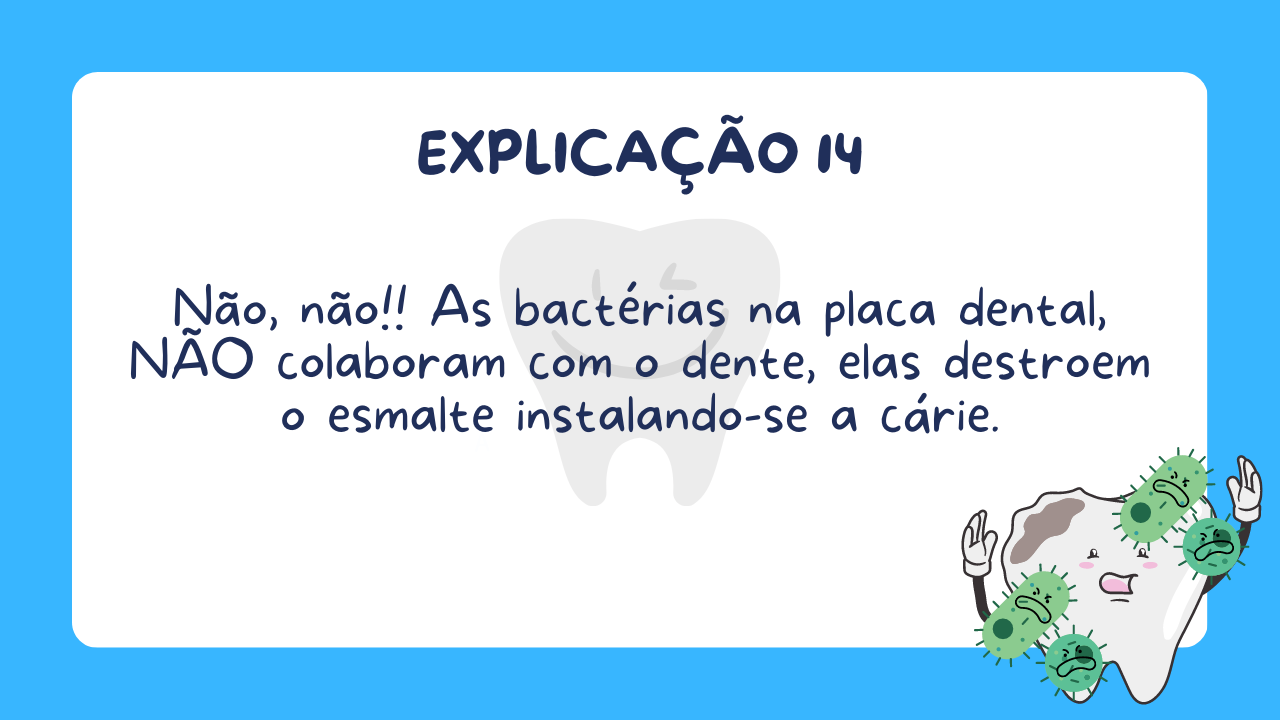 EXPLICAÇÃO 14
Não, não!! As bactérias na placa dental,
NÃO colaboram com o dente, elas destroem
o esmalte instalando-se a cárie.